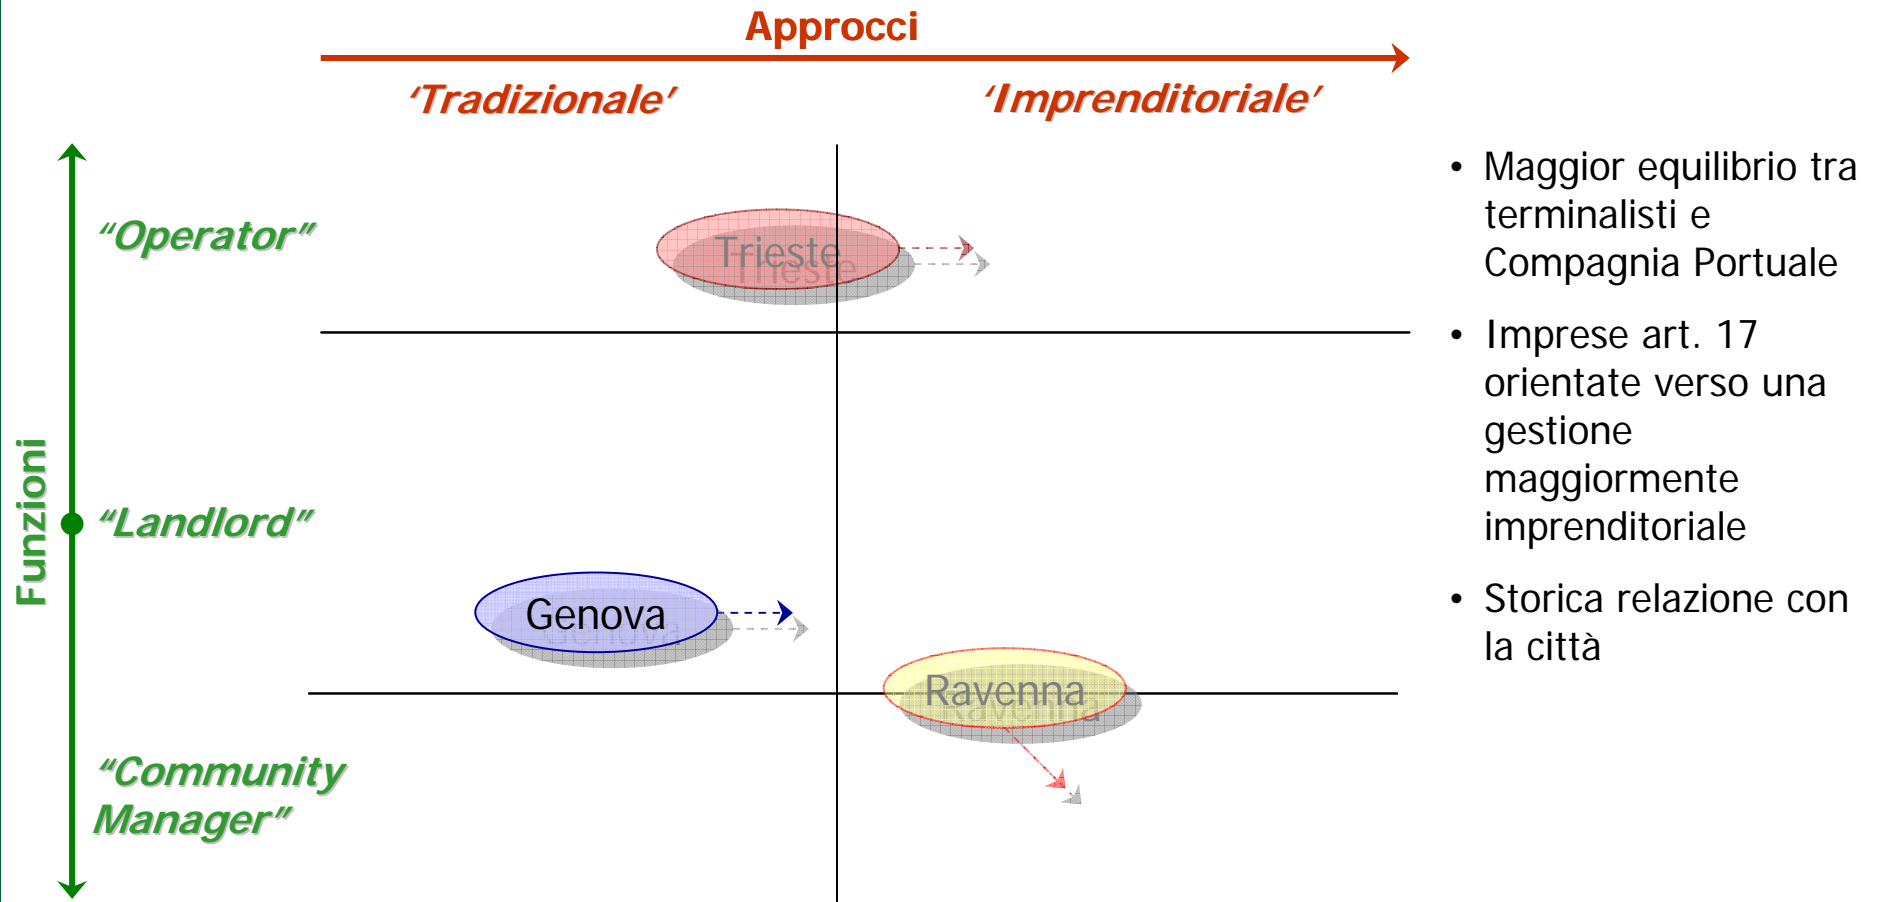 Approcci
‘Tradizionale’
‘Imprenditoriale’
Funzioni
“Operator”
“Landlord”
“Community
Manager”
Trieste
Genova
Ravenna
• Maggior equilibrio tra
terminalisti e
Compagnia Portuale
• Imprese art. 17
orientate verso una
gestione
maggiormente
imprenditoriale
• Storica relazione con
la città